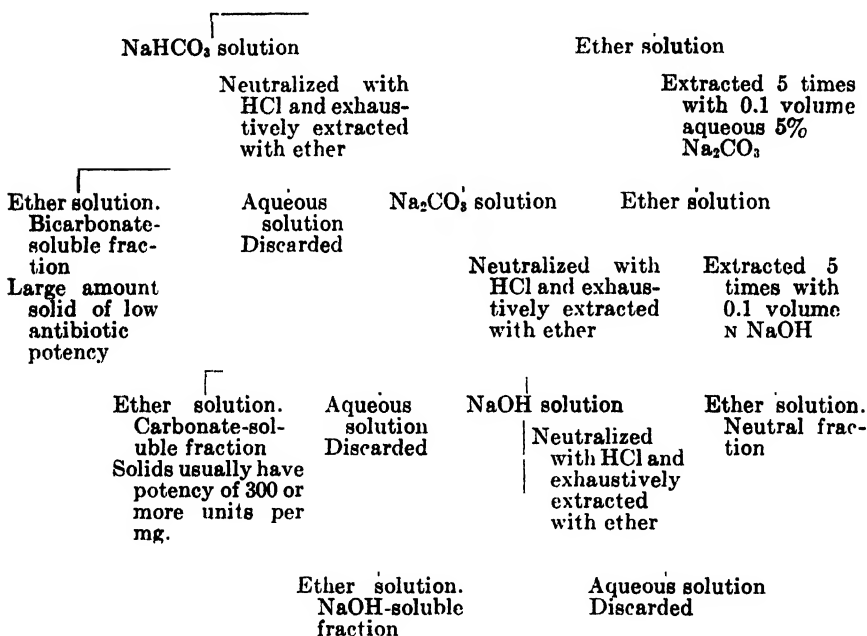 NaHCO₃ solution
Ether solution
Neutralized with
HCl and exhaus-
tively extracted
with ether
Extracted 5 times
with 0.1 volume
aqueous 5%
Na₂CO₃
Ether solution.
Bicarbonate-
soluble frac-
tion
Large amount
solid of low
antibiotic
potency
Aqueous
solution
Discarded
Na₂CO₃ solution
Ether solution
Neutralized with
HCl and exhaus-
tively extracted
with ether
Extracted 5
times with
0.1 volume
N NaOH
Ether solution.
Carbonate-sol-
uble fraction
Solids usually have
potency of 300 or
more units per
mg.
Aqueous
solution
Discarded
NaOH solution
Neutralized
with HCl and
exhaustively
extracted
with ether
Ether solution.
Neutral frac-
tion
Ether solution.
NaOH-soluble
fraction
Aqueous solution
Discarded